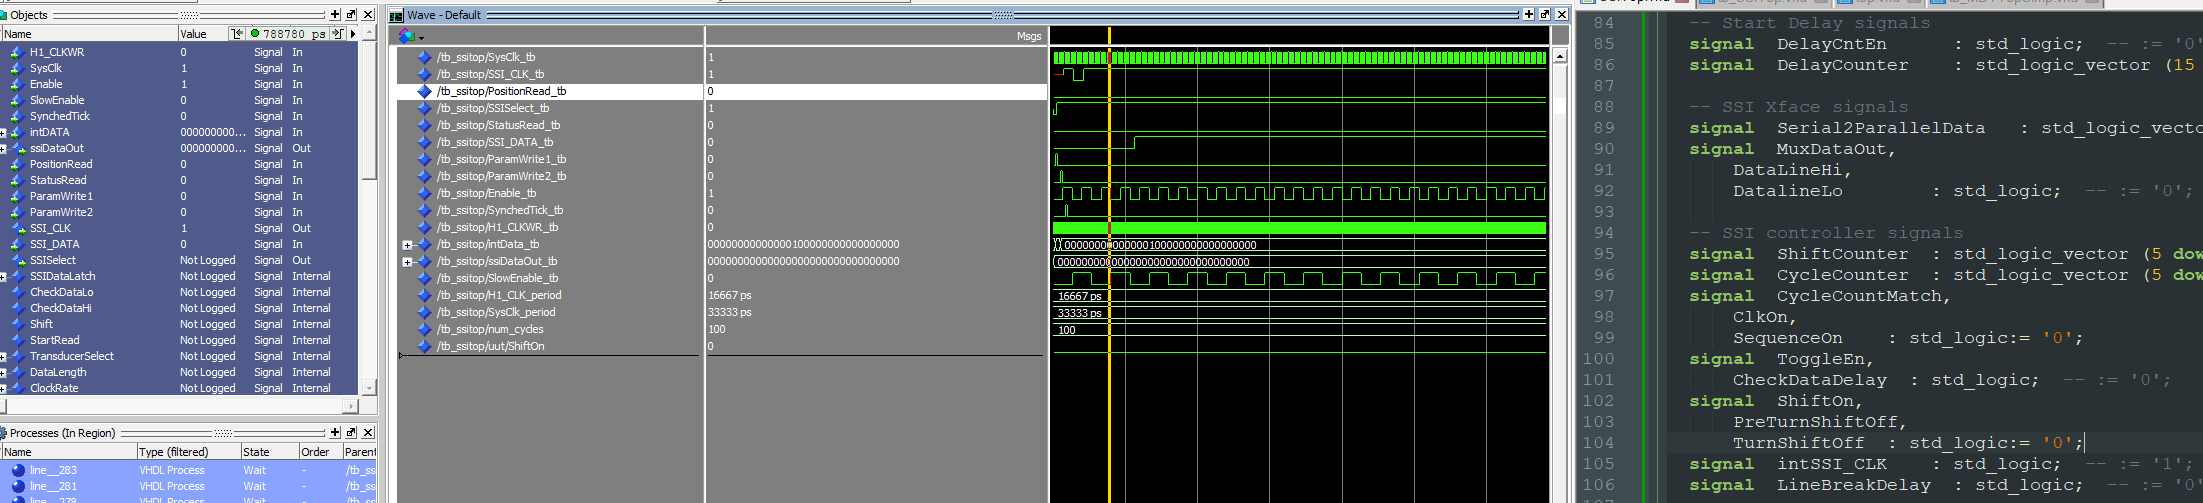 Objects
Name Value 788780 ps
H1_CLKWR 0 Signal In
SysClk 1 Signal In
Enable 1 Signal In
SlowEnable 0 Signal In
SynchedTick 0 Signal In
intDATA 000000000... Signal In
ssiDataOut 000000000... Signal Out
PositionRead 0 Signal In
StatusRead 0 Signal In
ParamWrite1 0 Signal In
ParamWrite2 0 Signal In
SSI_CLK 1 Signal Out
SSI_DATA 0 Signal In
SSISelect Not Logged Signal Out
SSIDataLatch Not Logged Signal Internal
CheckDataLo Not Logged Signal Internal
CheckDataHi Not Logged Signal Internal
Shift Not Logged Signal Internal
StartRead Not Logged Signal Internal
TransducerSelect Not Logged Signal Internal
DataLength Not Logged Signal Internal
ClockRate Not Logged Signal Internal
Processes (In Region)
Name Type (filtered) State Order Parent
line__283 VHDL Process Wait - /tb_ss
line__281 VHDL Process Wait - /tb_ss
line__278 VHDL Process Wait - /tb_ss
Wave - Default
Msgs
/tb_ssitop/SysClk_tb 1
/tb_ssitop/SSI_CLK_tb 1
/tb_ssitop/PositionRead_tb 0
/tb_ssitop/SSISelect_tb 1
/tb_ssitop/StatusRead_tb 0
/tb_ssitop/SSI_DATA_tb 0
/tb_ssitop/ParamWrite1_tb 0
/tb_ssitop/ParamWrite2_tb 0
/tb_ssitop/Enable_tb 1
/tb_ssitop/SynchedTick_tb 0
/tb_ssitop/H1_CLKWR_tb 0
/tb_ssitop/intData_tb 00000000000000100000000000000000 00000000000000100000000000000000
/tb_ssitop/ssiDataOut_tb 00000000000000000000000000000000 00000000000000000000000000000000
/tb_ssitop/SlowEnable_tb 0
/tb_ssitop/H1_CLK_period 16667 ps 16667 ps
/tb_ssitop/SysClk_period 33333 ps 33333 ps
/tb_ssitop/num_cycles 100 100
/tb_ssitop/uut/ShiftOn 0
84 -- Start Delay signals
85 signal DelayCntEn : std_logic; -- := '0'
86 signal DelayCounter : std_logic_vector (15
87
88 -- SSI Xface signals
89 signal Serial2ParallelData : std_logic_vecto
90 signal MuxDataOut,
91 DataLineHi,
92 DatalineLo : std_logic; -- := '0';
93
94 -- SSI controller signals
95 signal ShiftCounter : std_logic_vector (5 dow
96 signal CycleCounter : std_logic_vector (5 dow
97 signal CycleCountMatch,
98 ClkOn,
99 SequenceOn : std_logic:= '0';
100 signal ToggleEn,
101 CheckDataDelay : std_logic; -- := '0';
102 signal ShiftOn,
103 PreTurnShiftOff,
104 TurnShiftOff : std_logic:= '0';
105 signal intSSI_CLK : std_logic; -- := '1';
106 signal LineBreakDelay : std_logic; -- := '0'